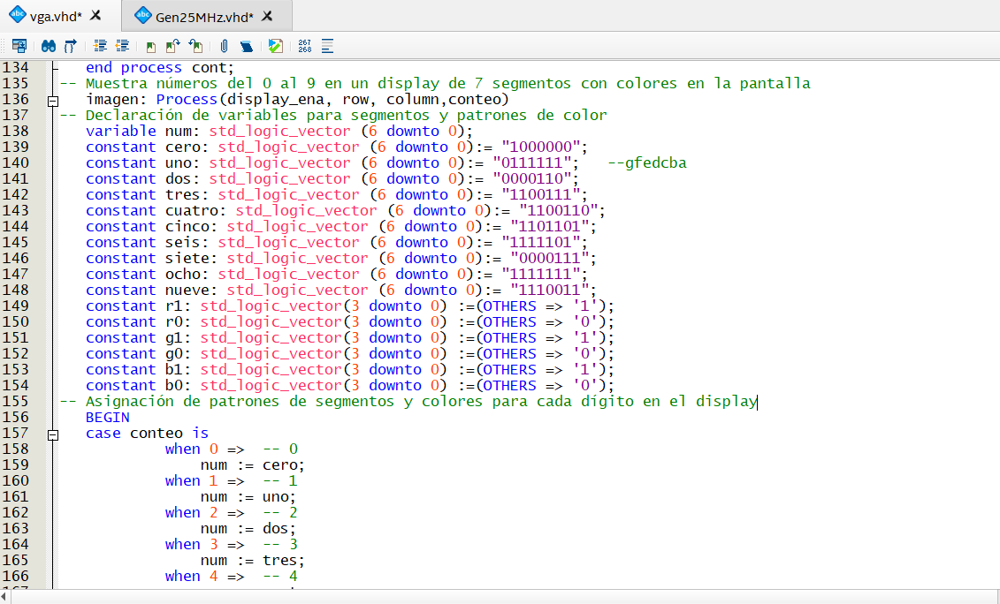 abc vga.vhd* X abc Gen25MHz.vhd* X
267
268
134 end process cont;
135 -- Muestra números del 0 al 9 en un display de 7 segmentos con colores en la pantalla
136 imagen: Process(display_ena, row, column,conteo)
137 -- Declaración de variables para segmentos y patrones de color
138 variable num: std_logic_vector (6 downto 0);
139 constant cero: std_logic_vector (6 downto 0):= "1000000";
140 constant uno: std_logic_vector (6 downto 0):= "0111111"; --gfedcba
141 constant dos: std_logic_vector (6 downto 0):= "0000110";
142 constant tres: std_logic_vector (6 downto 0):= "1100111";
143 constant cuatro: std_logic_vector (6 downto 0):= "1100110";
144 constant cinco: std_logic_vector (6 downto 0):= "1101101";
145 constant seis: std_logic_vector (6 downto 0):= "1111101";
146 constant siete: std_logic_vector (6 downto 0):= "0000111";
147 constant ocho: std_logic_vector (6 downto 0):= "1111111";
148 constant nueve: std_logic_vector (6 downto 0):= "1110011";
149 constant r1: std_logic_vector(3 downto 0) :=(OTHERS => '1');
150 constant r0: std_logic_vector(3 downto 0) :=(OTHERS => '0');
151 constant g1: std_logic_vector(3 downto 0) :=(OTHERS => '1');
152 constant g0: std_logic_vector(3 downto 0) :=(OTHERS => '0');
153 constant b1: std_logic_vector(3 downto 0) :=(OTHERS => '1');
154 constant b0: std_logic_vector(3 downto 0) :=(OTHERS => '0');
155 -- Asignación de patrones de segmentos y colores para cada dígito en el display
156 BEGIN
157 case conteo is
158 when 0 => -- 0
159 num := cero;
160 when 1 => -- 1
161 num := uno;
162 when 2 => -- 2
163 num := dos;
164 when 3 => -- 3
165 num := tres;
166 when 4 => -- 4